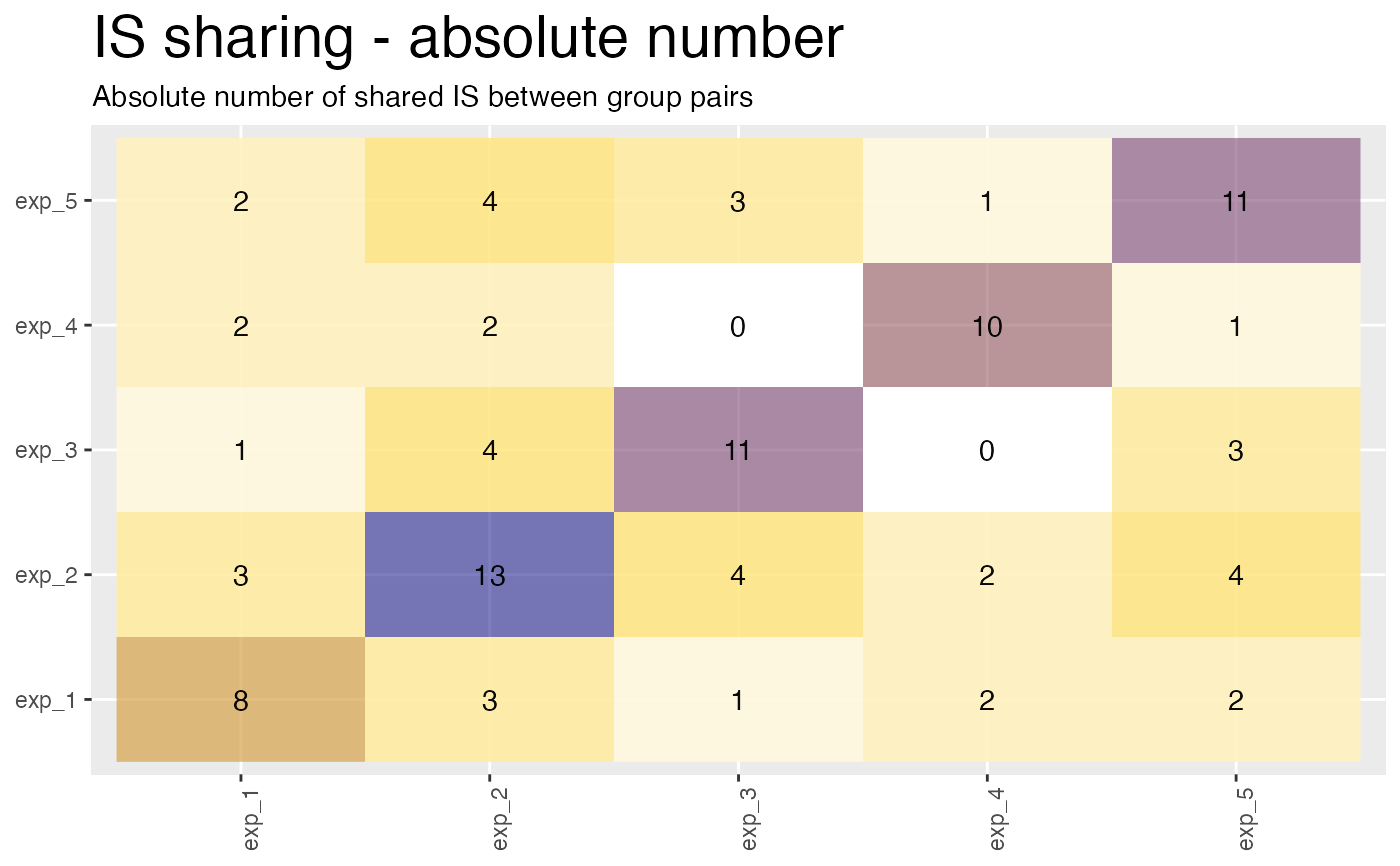 IS sharing - absolute number
Absolute number of shared IS between group pairs
exp_5 2 4 3 1 11
exp_4 2 2 0 10 1
exp_3 1 4 11 0 3
exp_2 3 13 4 2 4
exp_1 8 3 1 2 2
exp_1 exp_2 exp_3 exp_4 exp_5